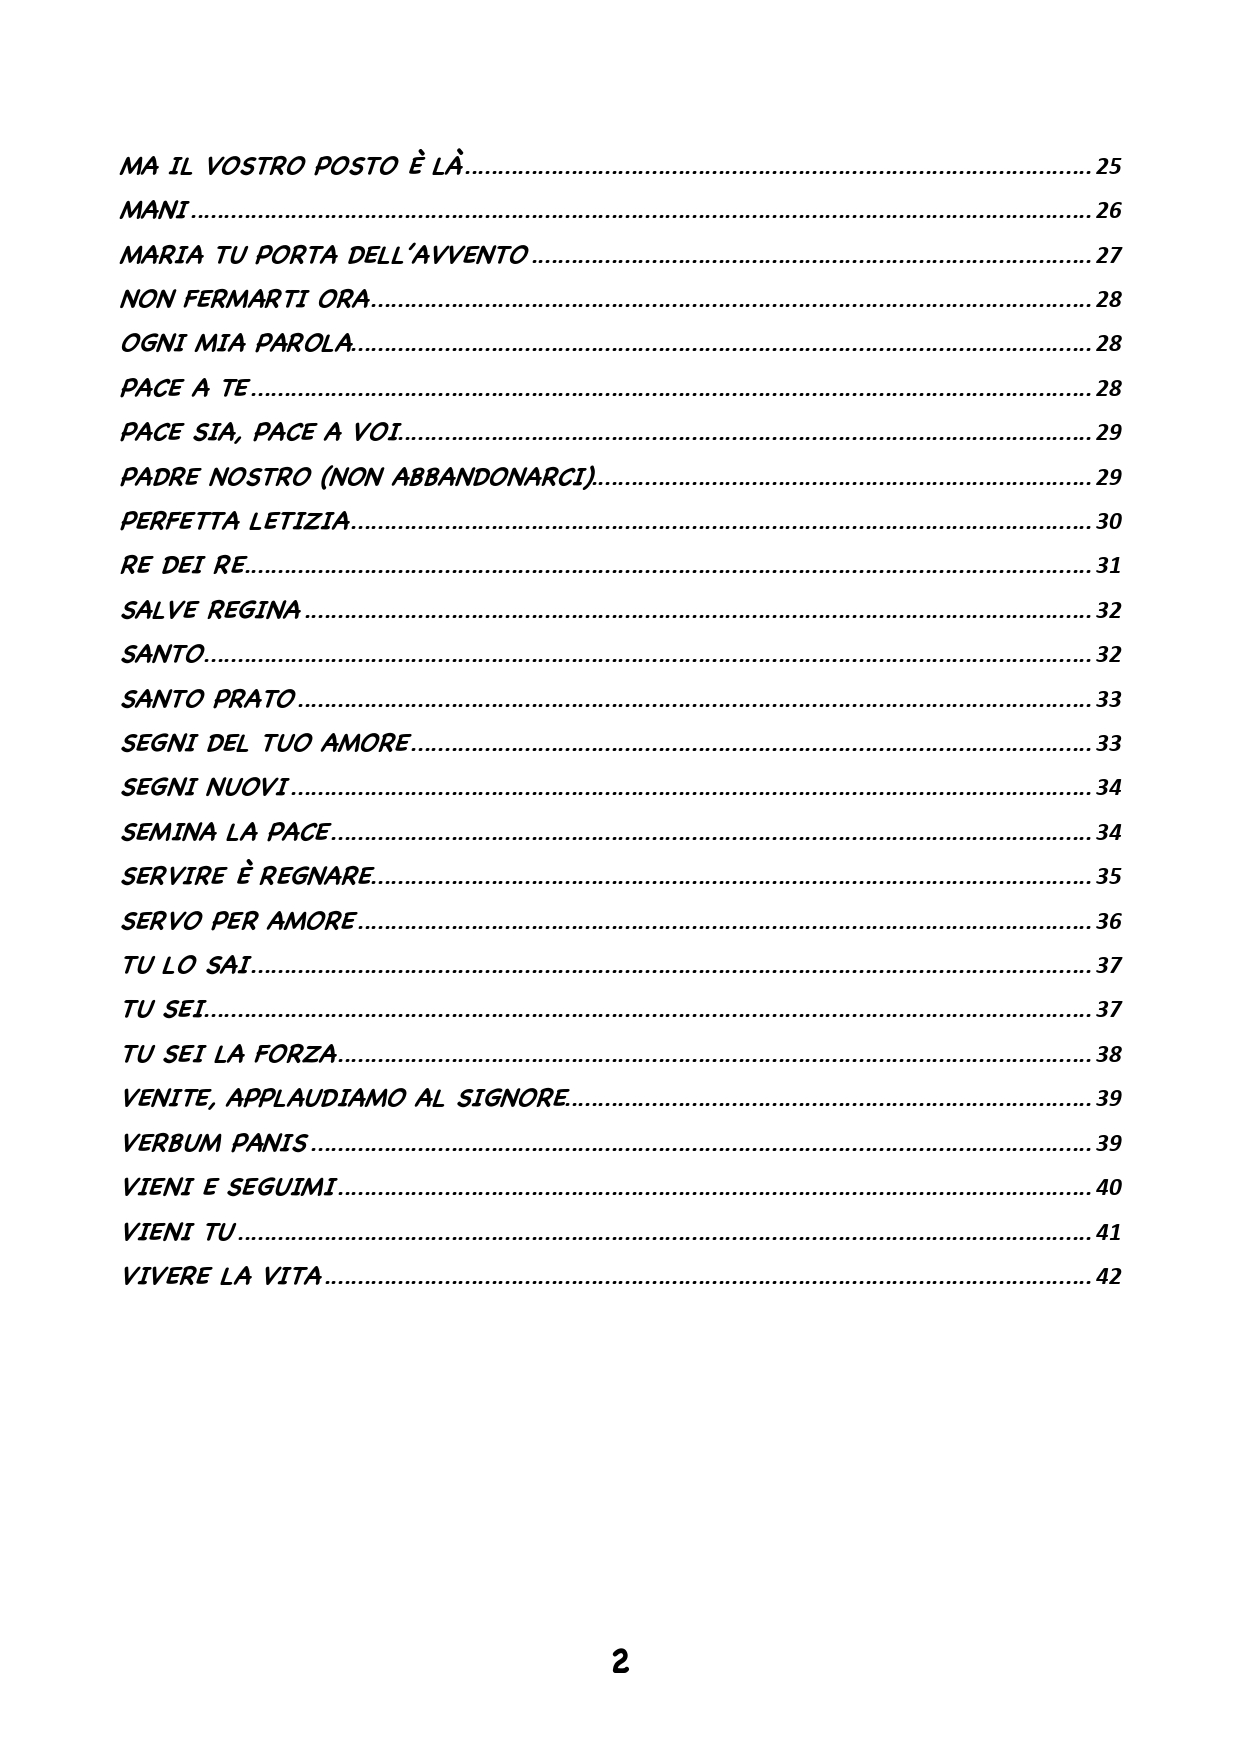 MA IL VOSTRO POSTO È LÀ.......... 25
MANI.......... 26
MARIA TU PORTA DELL'AVVENTO.......... 27
NON FERMARTI ORA.......... 28
OGNI MIA PAROLA.......... 28
PACE A TE.......... 28
PACE SIA, PACE A VOI.......... 29
PADRE NOSTRO (NON ABBANDONARCI).......... 29
PERFETTA LETIZIA.......... 30
RE DEI RE.......... 31
SALVE REGINA.......... 32
SANTO.......... 32
SANTO PRATO.......... 33
SEGNI DEL TUO AMORE.......... 33
SEGNI NUOVI.......... 34
SEMINA LA PACE.......... 34
SERVIRE È REGNARE.......... 35
SERVO PER AMORE.......... 36
TU LO SAI.......... 37
TU SEI.......... 37
TU SEI LA FORZA.......... 38
VENITE, APPLAUDIAMO AL SIGNORE.......... 39
VERBUM PANIS.......... 39
VIENI E SEGUIMI.......... 40
VIENI TU.......... 41
VIVERE LA VITA.......... 42
2